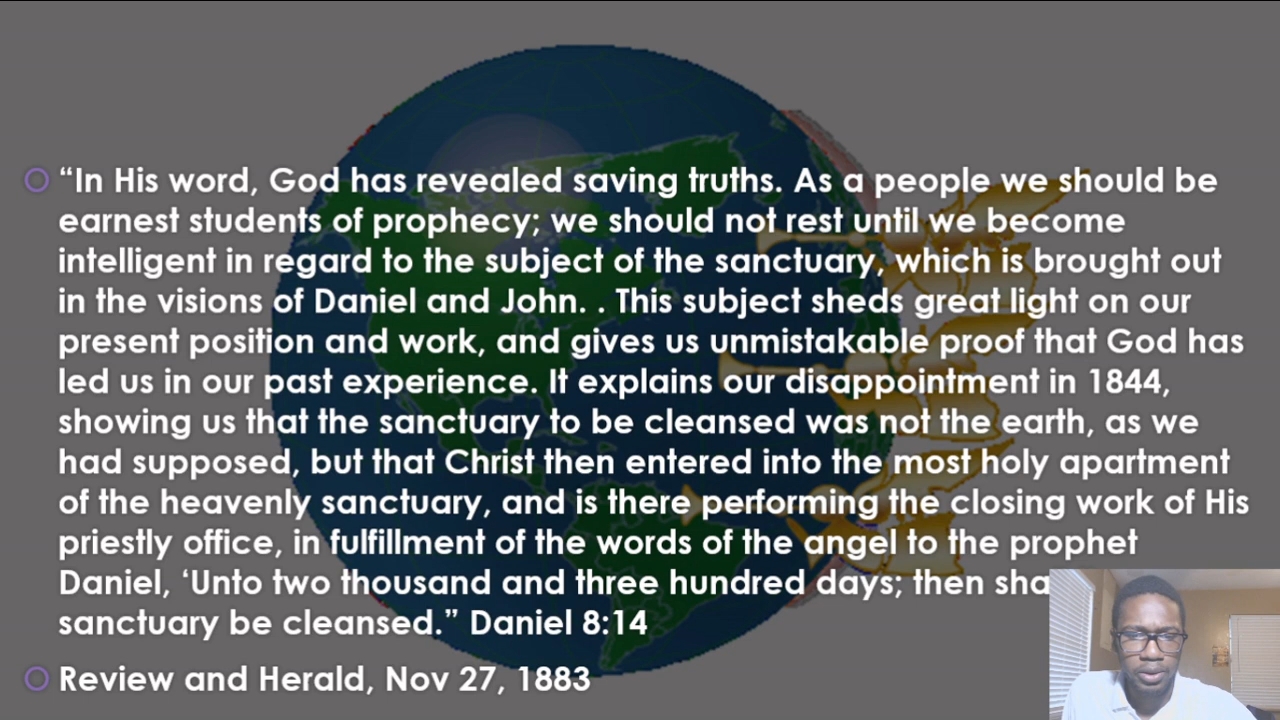 “In His word, God has revealed saving truths. As a people we should be
earnest students of prophecy; we should not rest until we become
intelligent in regard to the subject of the sanctuary, which is brought out
in the visions of Daniel and John. . This subject sheds great light on our
present position and work, and gives us unmistakable proof that God has
led us in our past experience. It explains our disappointment in 1844,
showing us that the sanctuary to be cleansed was not the earth, as we
had supposed, but that Christ then entered into the most holy apartment
of the heavenly sanctuary, and is there performing the closing work of His
priestly office, in fulfillment of the words of the angel to the prophet
Daniel, ‘Unto two thousand and three hundred days; then
sanctuary be cleansed.” Daniel 8:14
Review and Herald, Nov 27, 1883